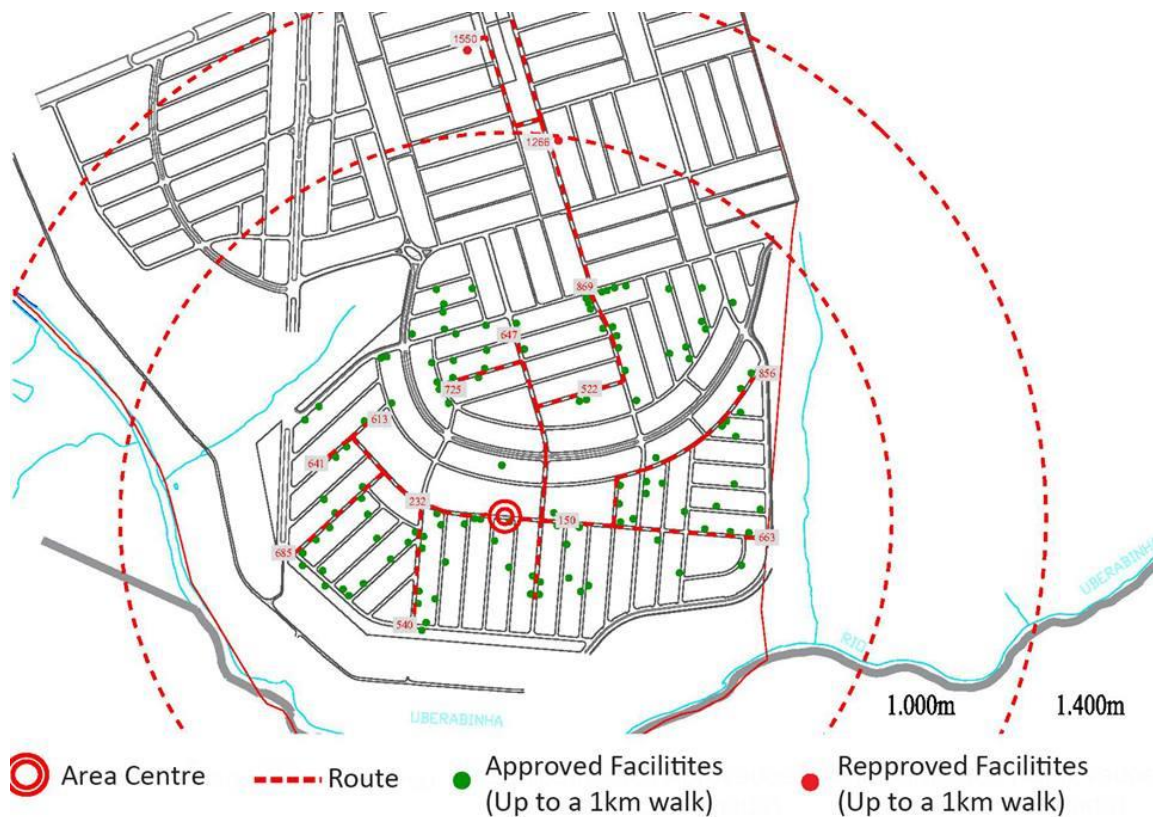 1550
1266
869
647
725
522
856
613
641
232
150
685
663
540
UBERABINHA
RIO
1.000m
1.400m
UBERABINHA
Area Centre
Route
Approved Facilitites
(Up to a 1km walk)
Repproved Facilitites
(Up to a 1km walk)